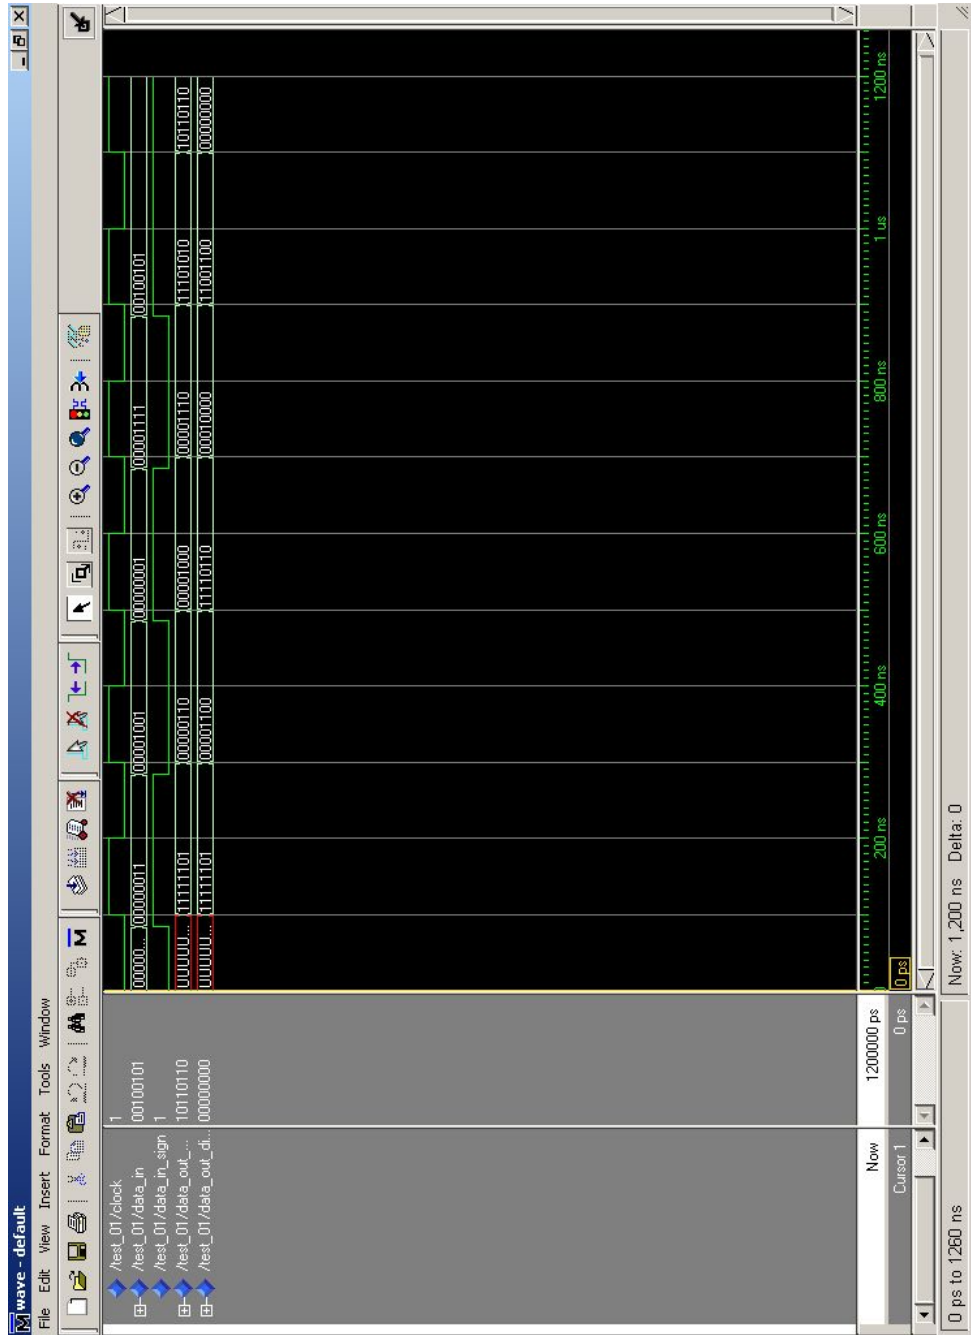 wave - default
File Edit View Insert Format Tools Window
/test_01/clock 1
/test_01/data_in 00100101 00000... 00000011 00001001 00000001 00001111 00100101
/test_01/data_in_sign 1
/test_01/data_out_... 10110110 UUUUU... 11111101 00000110 00001000 00001110 11101010 10110110
/test_01/data_out_di... 00000000 UUUUU... 11111101 00001100 11110110 00010000 11001100 00000000
Now 1200000 ps 0 200 ns 400 ns 600 ns 800 ns 1 us 1200 ns
Cursor 1 0 ps 0 ps
0 ps to 1260 ns Now: 1,200 ns Delta: 0